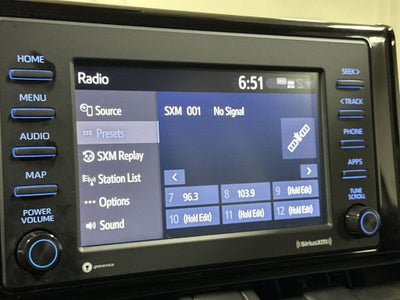 HOME
MENU
AUDIO
MAP
POWER
VOLUME
Radio
6:51
Source
Presets
SXM Replay
Station List
Options
Sound
SXM 001 No Signal
<
>
7 96.3
8 103.9
9 (Hold Edit)
10 (Hold Edit)
11 (Hold Edit)
12 (Hold Edit)
SEEK >
< TRACK
PHONE
APPS
TUNE
SCROLL
gracenote
SiriusXM